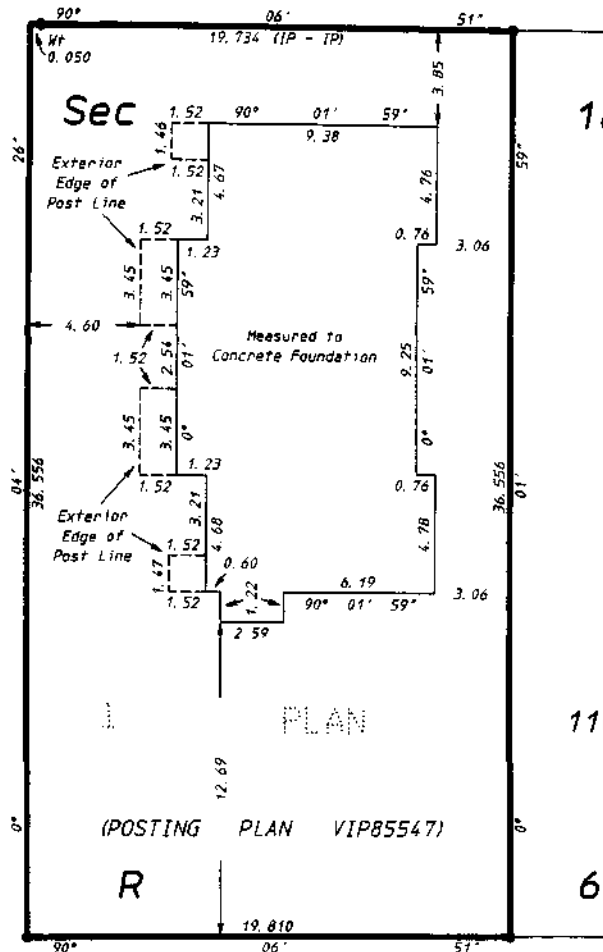 90° 06' 51"
19.734 (IP - IP)
Wt
0.050
3.85
Sec
1.52 90° 01' 59"
9.38
1.46
1.52
26"
59"
Exterior
Edge of
Post Line
3.21
4.67
4.76
1.52
0.76
3.06
1.23
3.45
3.45
59"
59"
4.60
Measured to
Concrete Foundation
1.52
2.54
01'
9.25
01'
3.45
3.45
0°
0°
1.23
0.76
1.52
04'
36.556
36.556
01'
Exterior
Edge of
Post Line
3.21
4.68
4.78
1.52
0.60
1.47
6.19
1.52
1.22
90° 01' 59"
3.06
2.59
1 PLAN
11
12.69
0°
0°
(POSTING PLAN VIP85547)
R
6
19.810
90° 06' 51"